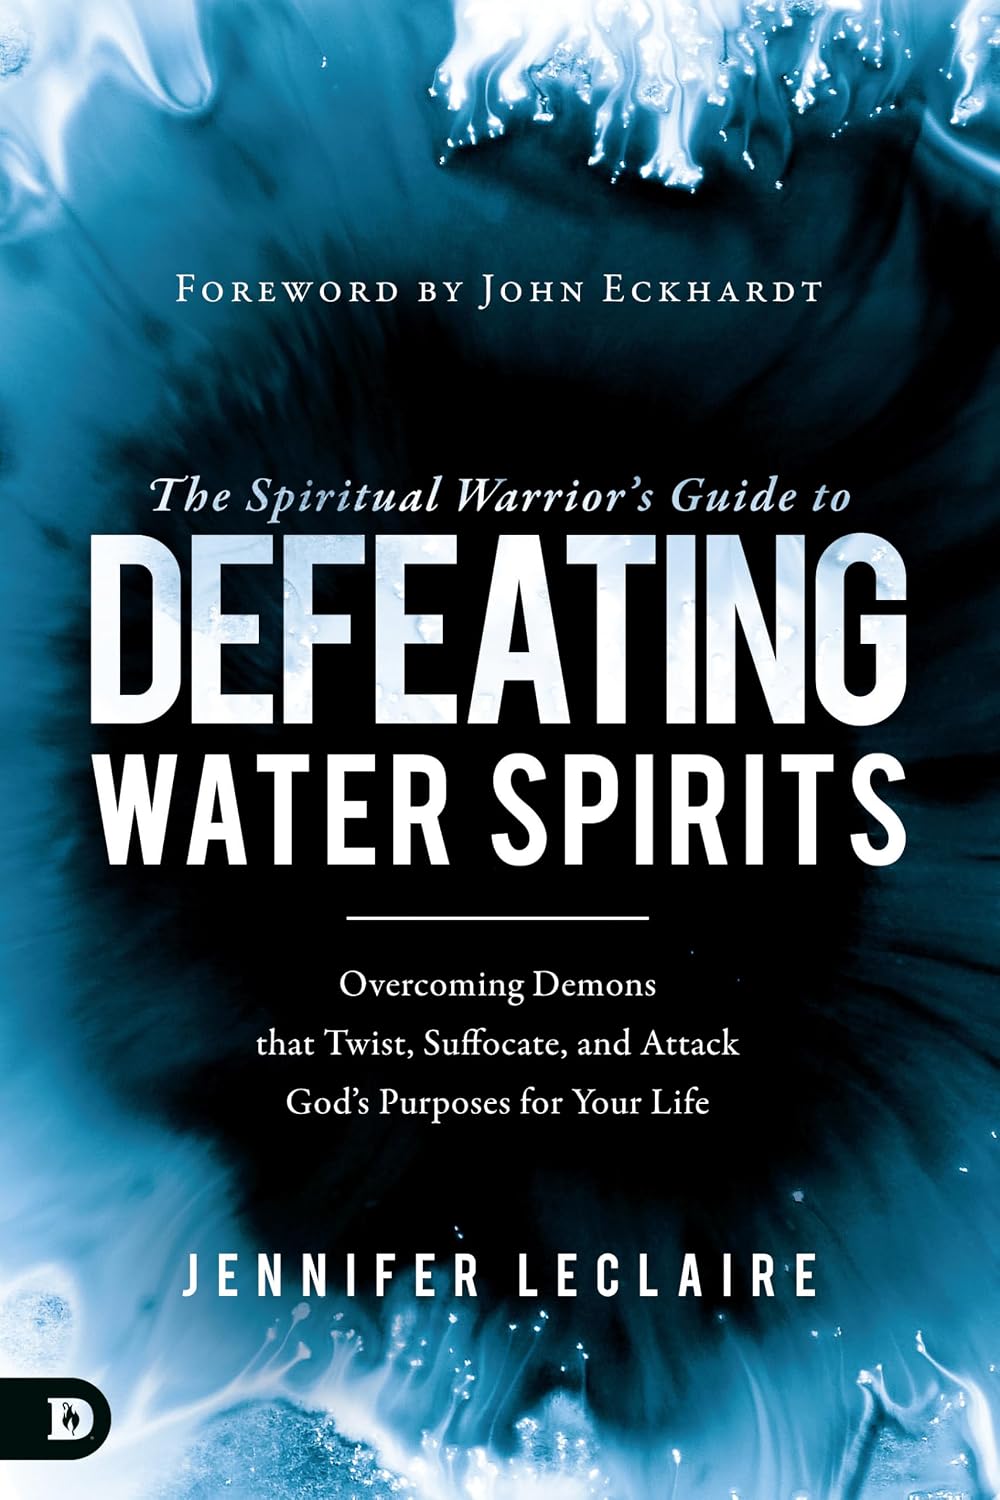 FOREWORD BY JOHN ECKHARDT
The Spiritual Warrior's Guide to
DEFEATING
WATER SPIRITS
Overcoming Demons
that Twist, Suffocate, and Attack
God's Purposes for Your Life
JENNIFER LECLAIRE
D